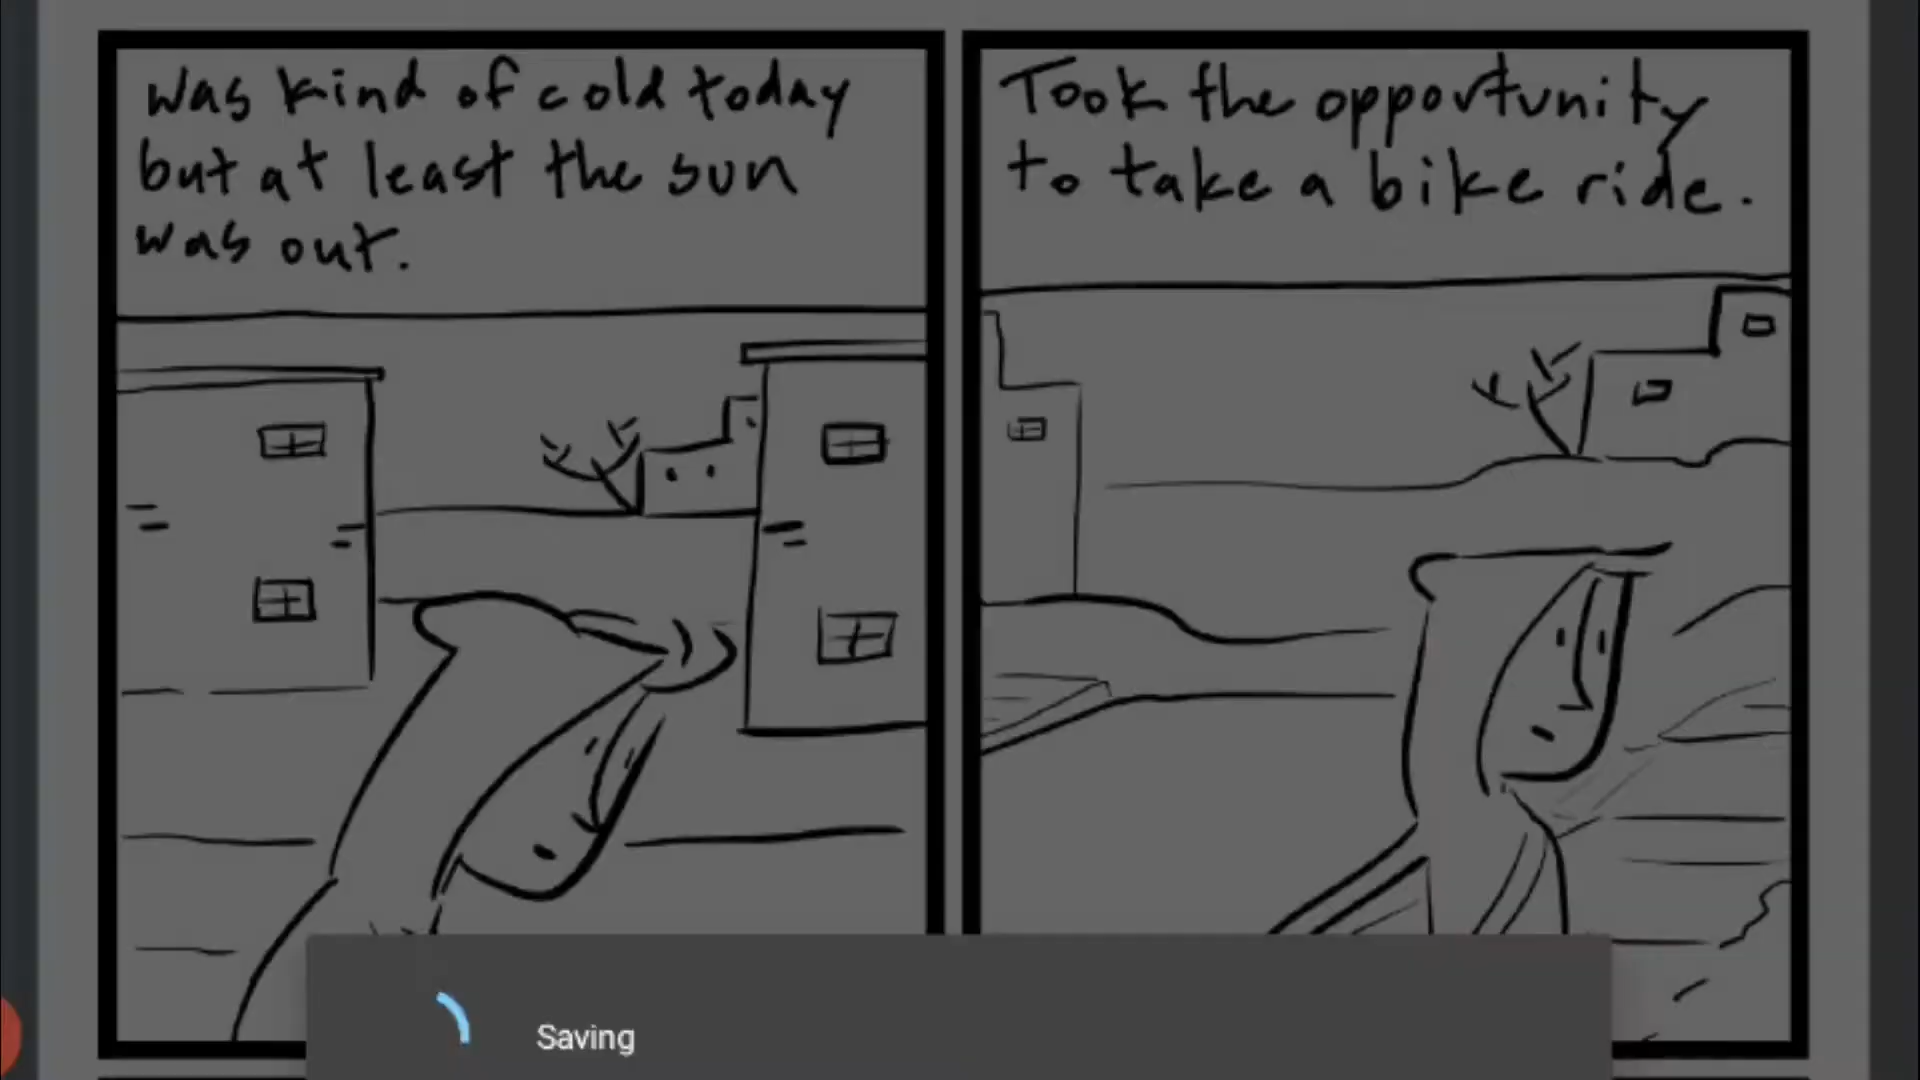 Was kind of cold today
but at least the sun
was out.
Took the opportunity
to take a bike ride.
Saving